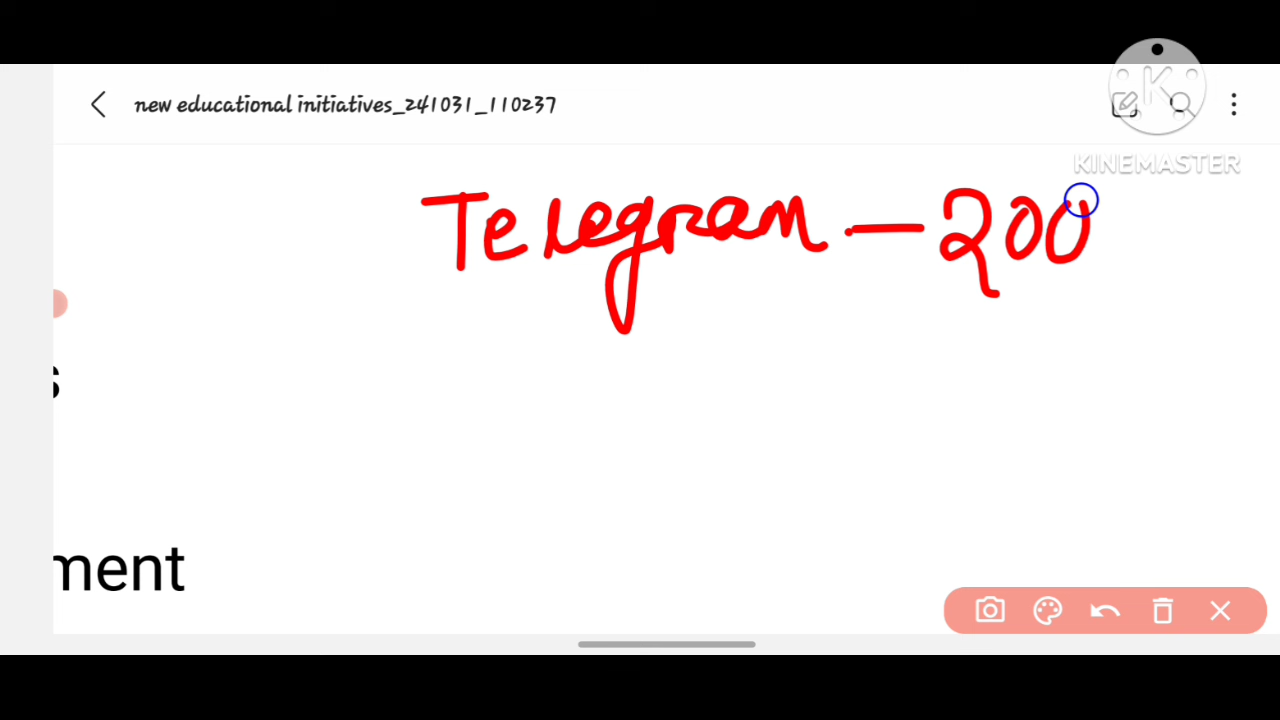 new educational initiatives_241031_110237
KINEMASTER
Telegram - 200
s
ment